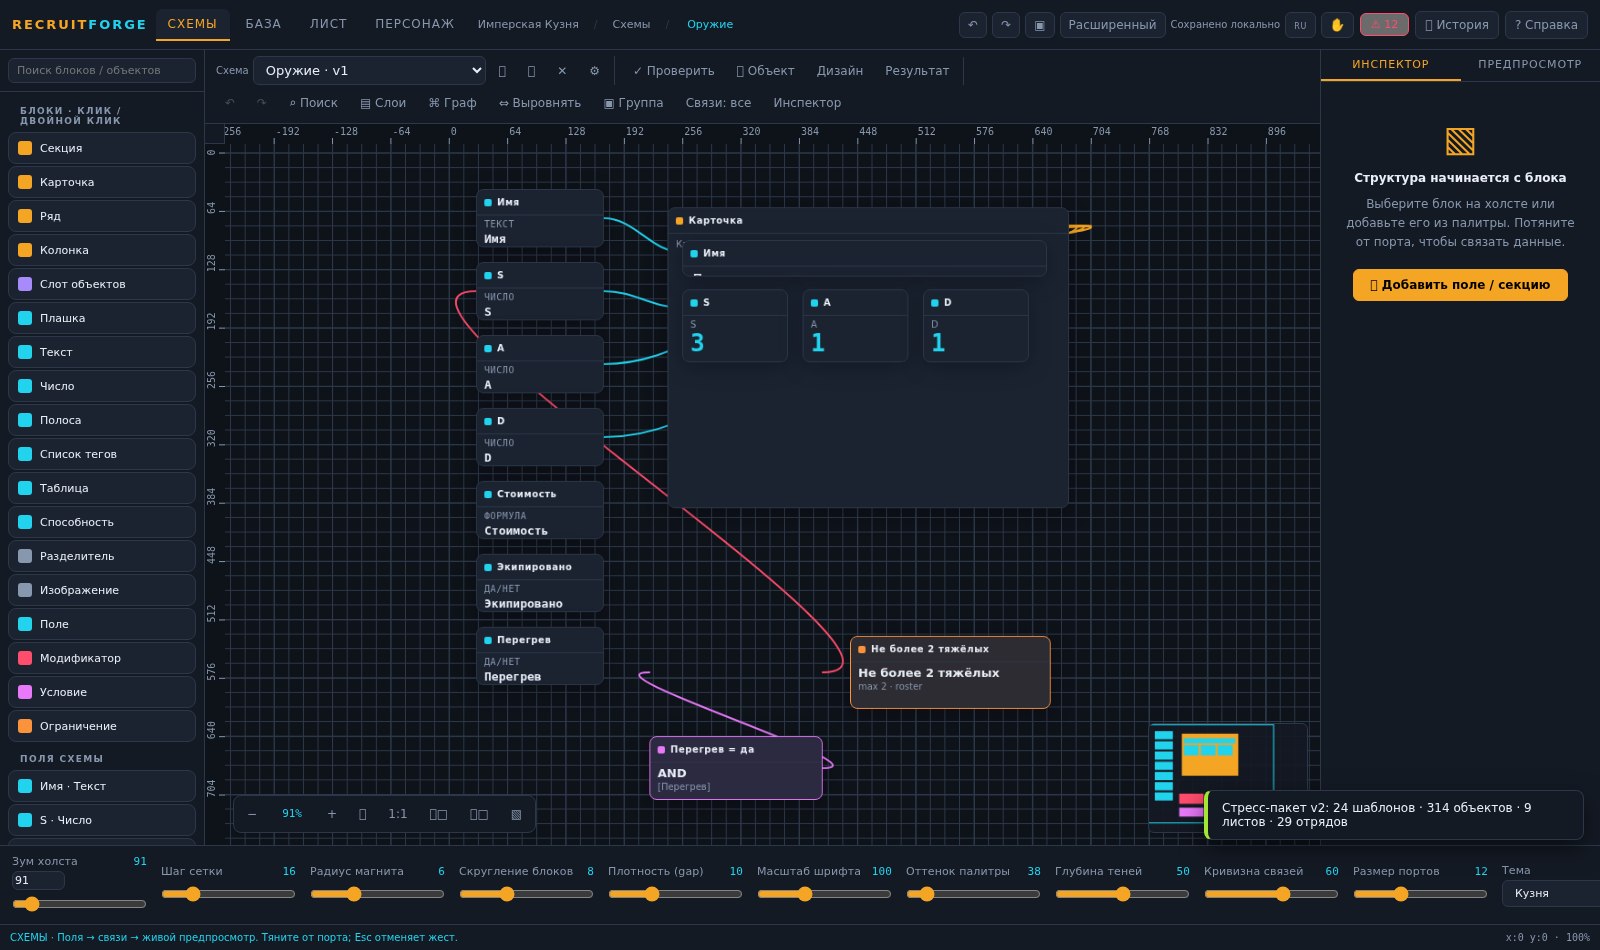 RECRUITFORGE СХЕМЫ БАЗА ЛИСТ ПЕРСОНАЖ Имперская Кузня / Схемы / Оружие ↶ ↷ ▣ Расширенный Сохранено локально RU ✋ ⚠ 12 История ? Справка
Поиск блоков / объектов
БЛОКИ · КЛИК /
ДВОЙНОЙ КЛИК
Секция
Карточка
Ряд
Колонка
Слот объектов
Плашка
Текст
Число
Полоса
Список тегов
Таблица
Способность
Разделитель
Изображение
Поле
Модификатор
Условие
Ограничение
ПОЛЯ СХЕМЫ
Имя · Текст
S · Число
Схема Оружие · v1 ✕ ⚙ ✓ Проверить Объект Дизайн Результат
↶ ↷ ⌕ Поиск ▤ Слои ⌘ Граф ⇔ Выровнять ▣ Группа Связи: все Инспектор
256 -192 -128 -64 0 64 128 192 256 320 384 448 512 576 640 704 768 832 896
0
64
128
192
256
320
384
448
512
576
640
704
Имя
ТЕКСТ
Имя
S
ЧИСЛО
S
A
ЧИСЛО
A
D
ЧИСЛО
D
Стоимость
ФОРМУЛА
Стоимость
Экипировано
ДА/НЕТ
Экипировано
Перегрев
ДА/НЕТ
Перегрев
Карточка
Имя
S
S
3
A
A
1
D
D
1
Не более 2 тяжёлых
Не более 2 тяжёлых
max 2 · roster
Перегрев = да
AND
[Перегрев]
− 91% + 1:1
ИНСПЕКТОР ПРЕДПРОСМОТР
Структура начинается с блока
Выберите блок на холсте или
добавьте его из палитры. Потяните
от порта, чтобы связать данные.
Добавить поле / секцию
Стресс-пакет v2: 24 шаблонов · 314 объектов · 9
листов · 29 отрядов
Зум холста 91
91
Шаг сетки 16
Радиус магнита 6
Скругление блоков 8
Плотность (gap) 10
Масштаб шрифта 100
Оттенок палитры 38
Глубина теней 50
Кривизна связей 60
Размер портов 12
Тема
Кузня
СХЕМЫ · Поля → связи → живой предпросмотр. Тяните от порта; Esc отменяет жест. x:0 y:0 · 100%